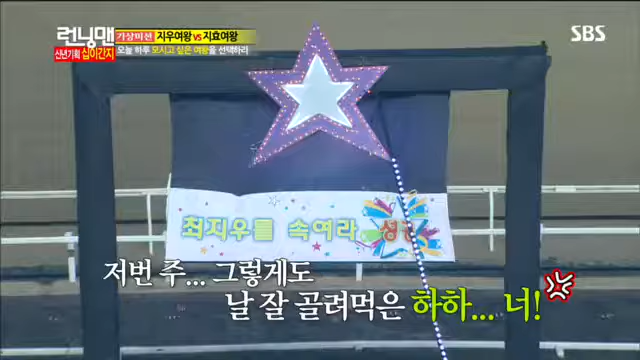 런닝맨
신년기획 십이간지
가상미션 지우여왕 vs 지효여왕
오늘 하루 모시고 싶은 여왕을 선택하라
SBS
최지우를 속여라
저번 주... 그렇게도
날 잘 골려먹은 하하... 너!